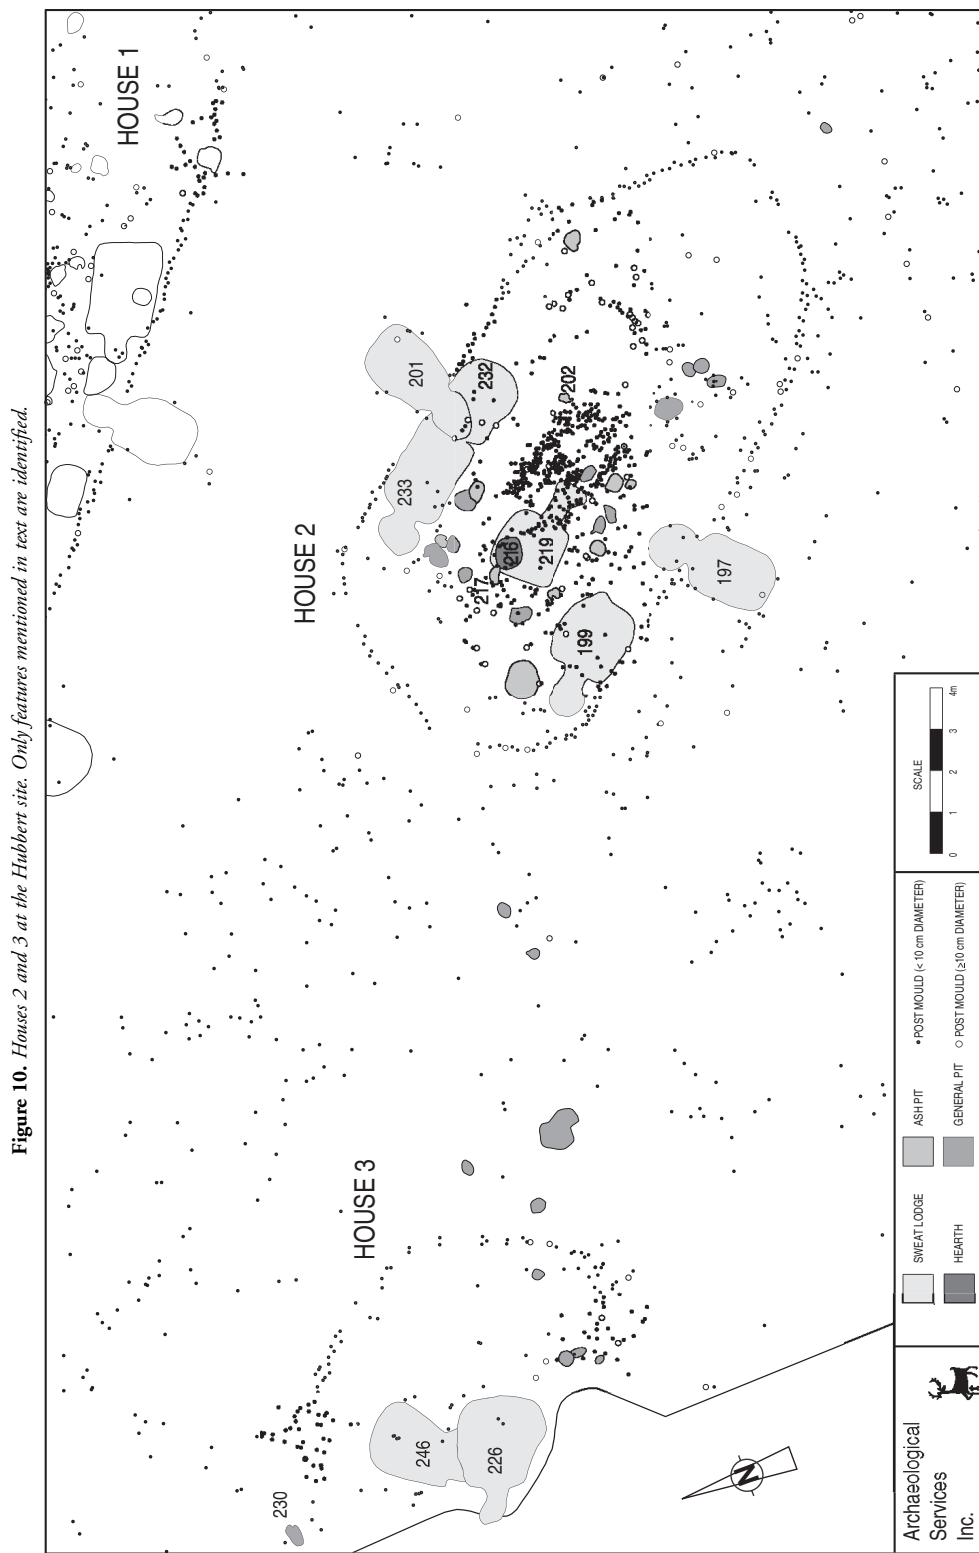 Figure 10. Houses 2 and 3 at the Hubbert site. Only features mentioned in text are identified.
HOUSE 1
HOUSE 2
HOUSE 3
201
232
233
202
216
217
219
199
197
230
246
226
N
Archaeological
Services
Inc.
SWEAT LODGE
HEARTH
ASH PIT
GENERAL PIT
POST MOULD (< 10 cm DIAMETER)
POST MOULD (≥10 cm DIAMETER)
SCALE
0 1 2 3 4m